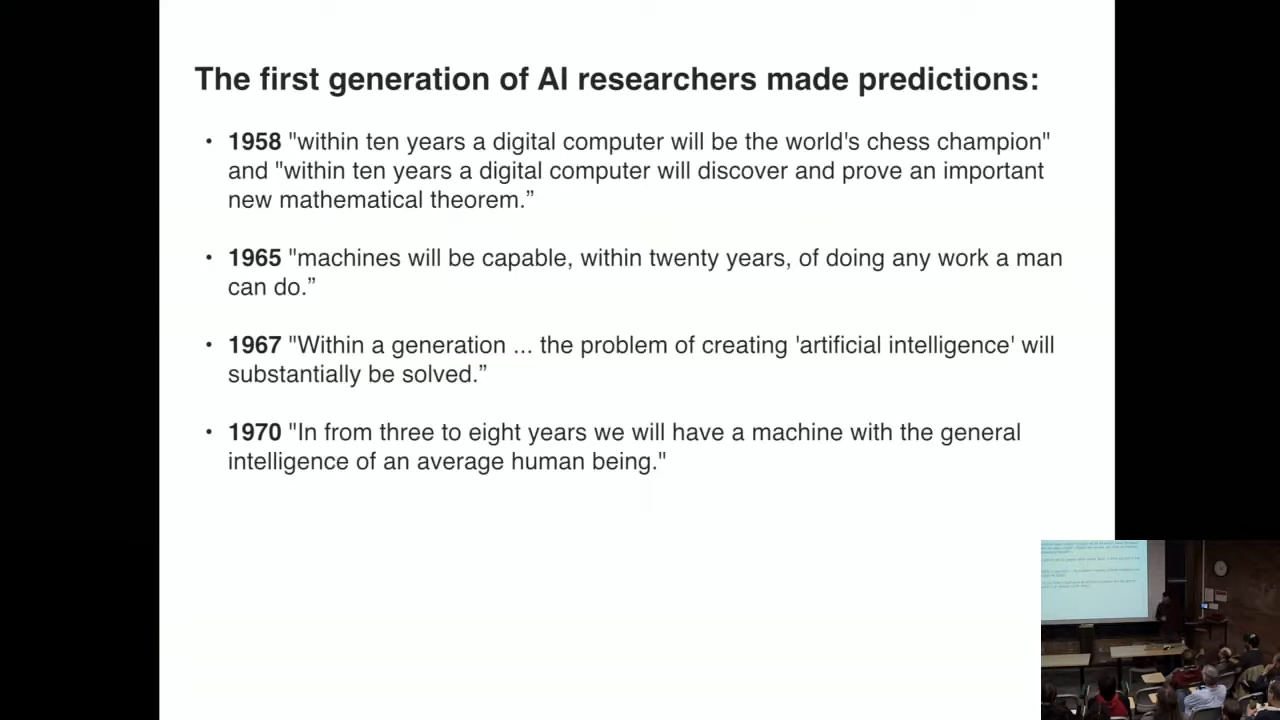 The first generation of AI researchers made predictions:
• 1958 "within ten years a digital computer will be the world's chess champion"
and "within ten years a digital computer will discover and prove an important
new mathematical theorem.”
• 1965 "machines will be capable, within twenty years, of doing any work a man
can do.”
• 1967 "Within a generation ... the problem of creating 'artificial intelligence' will
substantially be solved.”
• 1970 "In from three to eight years we will have a machine with the general
intelligence of an average human being."